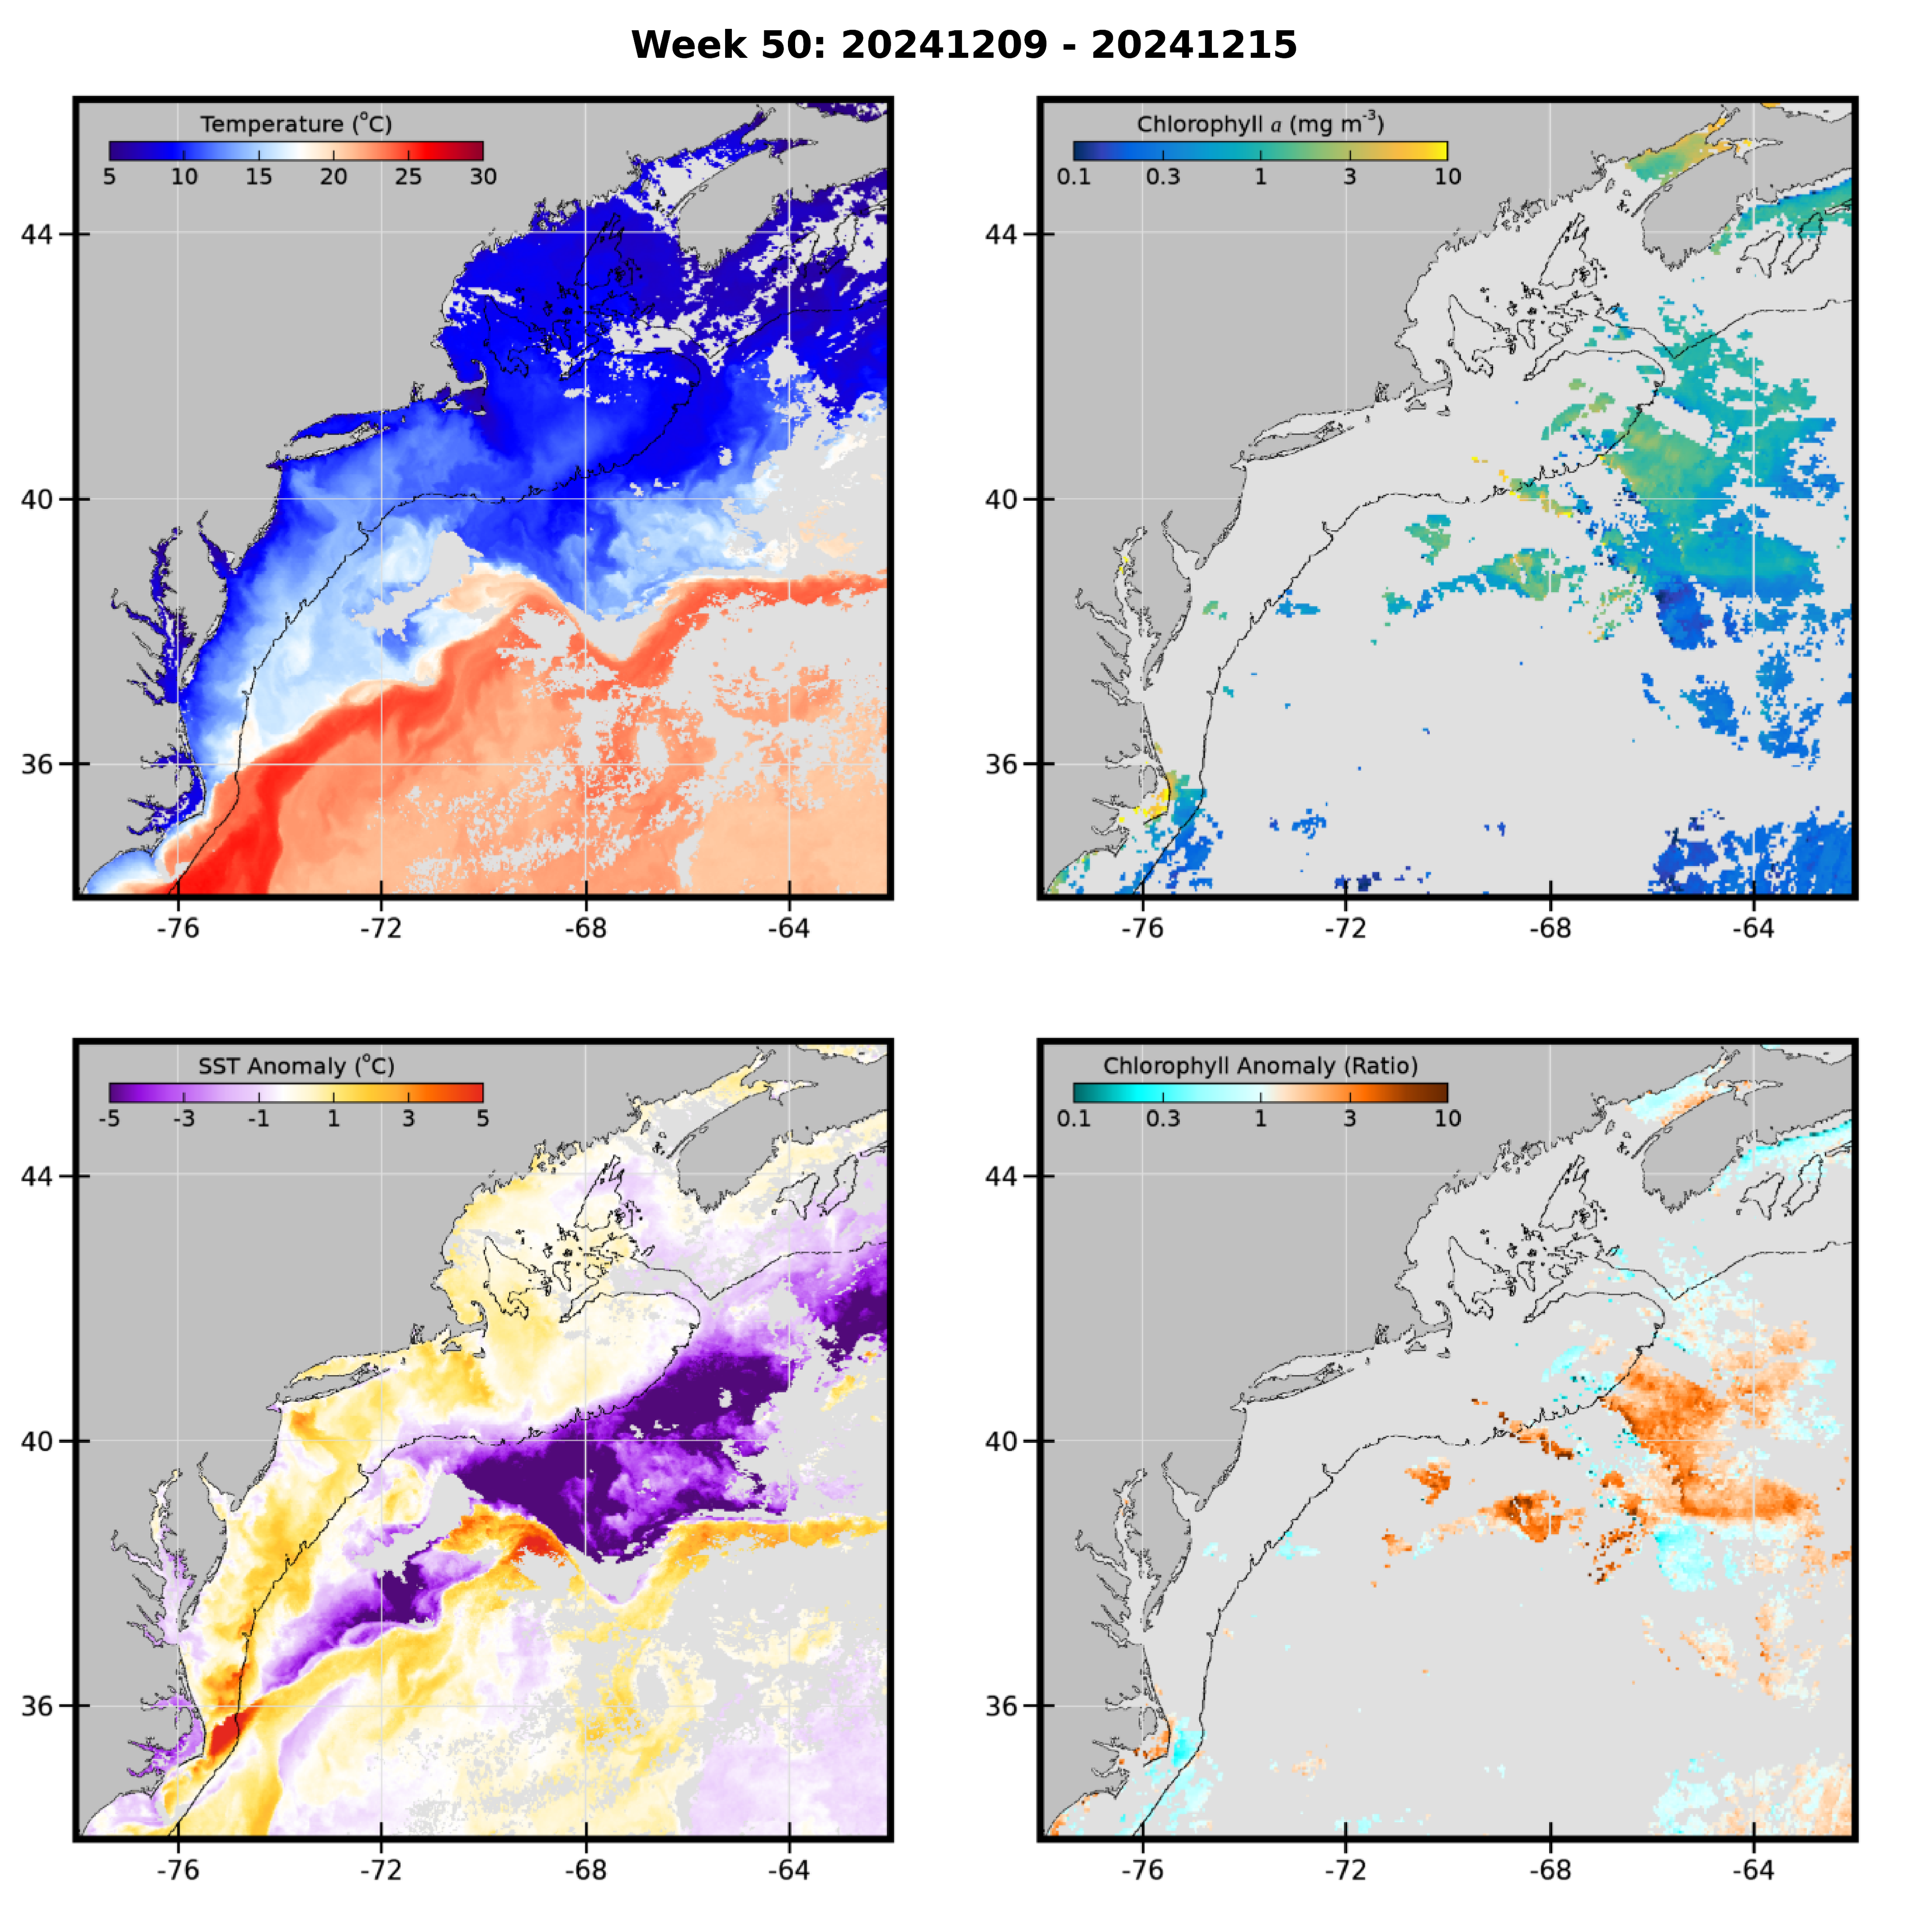 Week 50: 20241209 - 20241215
Temperature (°C)
5 10 15 20 25 30
44
40
36
-76 -72 -68 -64
Chlorophyll a (mg m⁻³)
0.1 0.3 1 3 10
44
40
36
-76 -72 -68 -64
SST Anomaly (°C)
-5 -3 -1 1 3 5
44
40
36
-76 -72 -68 -64
Chlorophyll Anomaly (Ratio)
0.1 0.3 1 3 10
44
40
36
-76 -72 -68 -64